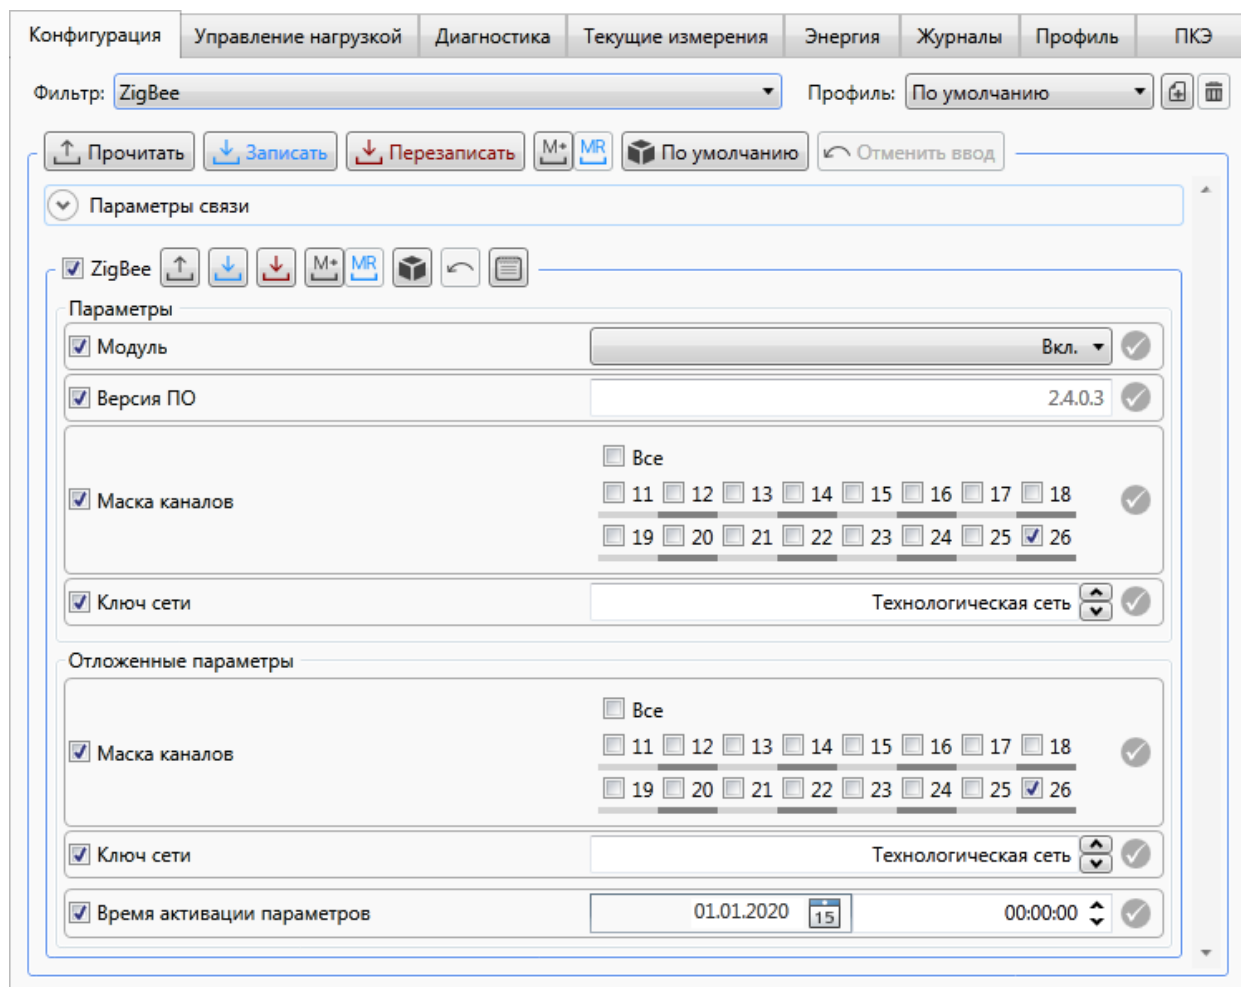 Конфигурация Управление нагрузкой Диагностика Текущие измерения Энергия Журналы Профиль ПКЭ
Фильтр: ZigBee Профиль: По умолчанию
Прочитать Записать Перезаписать M+ MR По умолчанию Отменить ввод
Параметры связи
ZigBee M+ MR
Параметры
Модуль Вкл.
Версия ПО 2.4.0.3
Все
11 12 13 14 15 16 17 18
Маска каналов
19 20 21 22 23 24 25 26
Ключ сети Технологическая сеть
Отложенные параметры
Все
11 12 13 14 15 16 17 18
Маска каналов
19 20 21 22 23 24 25 26
Ключ сети Технологическая сеть
Время активации параметров 01.01.2020 15 00:00:00